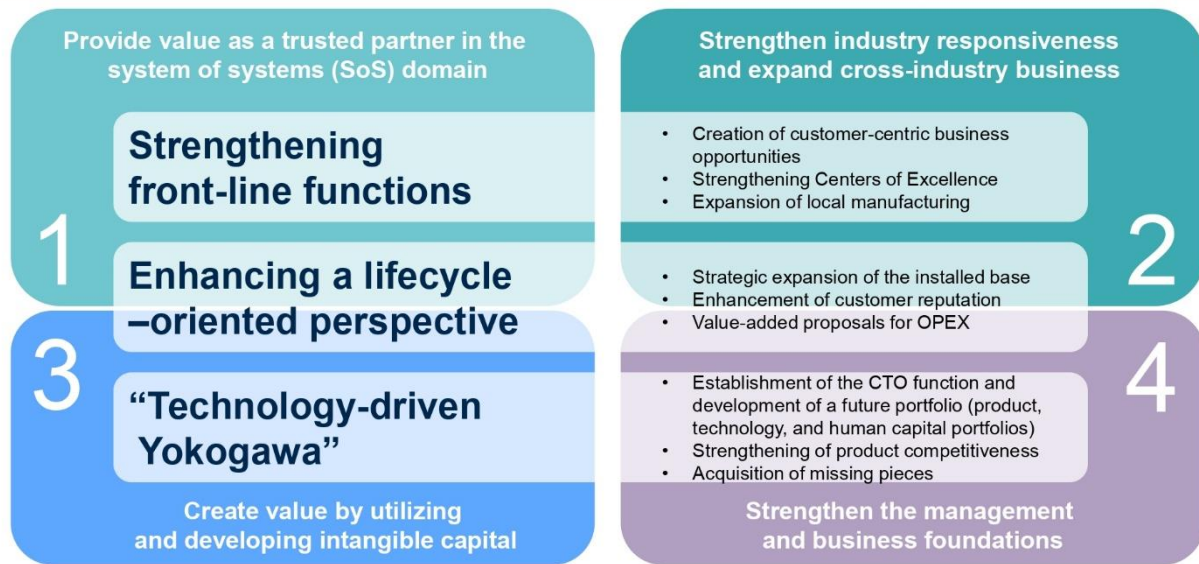 Provide value as a trusted partner in the
system of systems (SoS) domain
Strengthen industry responsiveness
and expand cross-industry business
1
2
Strengthening
front-line functions
• Creation of customer-centric business
opportunities
• Strengthening Centers of Excellence
• Expansion of local manufacturing
Enhancing a lifecycle
–oriented perspective
• Strategic expansion of the installed base
• Enhancement of customer reputation
• Value-added proposals for OPEX
3
4
“Technology-driven
Yokogawa”
• Establishment of the CTO function and
development of a future portfolio (product,
technology, and human capital portfolios)
• Strengthening of product competitiveness
• Acquisition of missing pieces
Create value by utilizing
and developing intangible capital
Strengthen the management
and business foundations